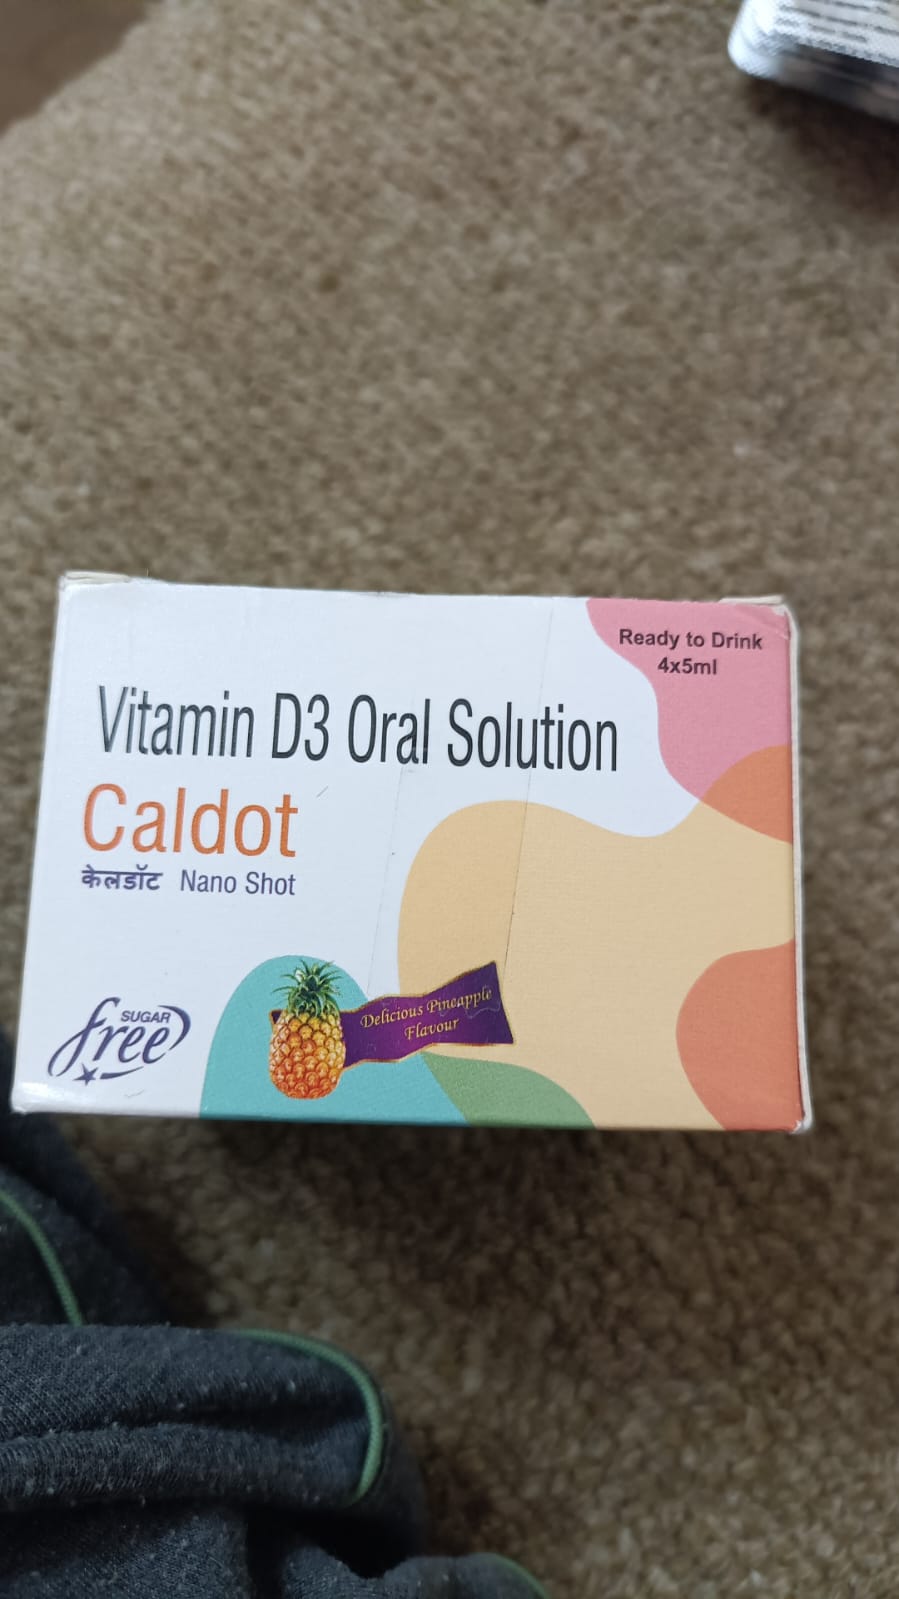 Ready to Drink
4x5ml
Vitamin D3 Oral Solution
Caldot
केलडॉट Nano Shot
SUGAR
free
Delicious Pineapple
Flavour